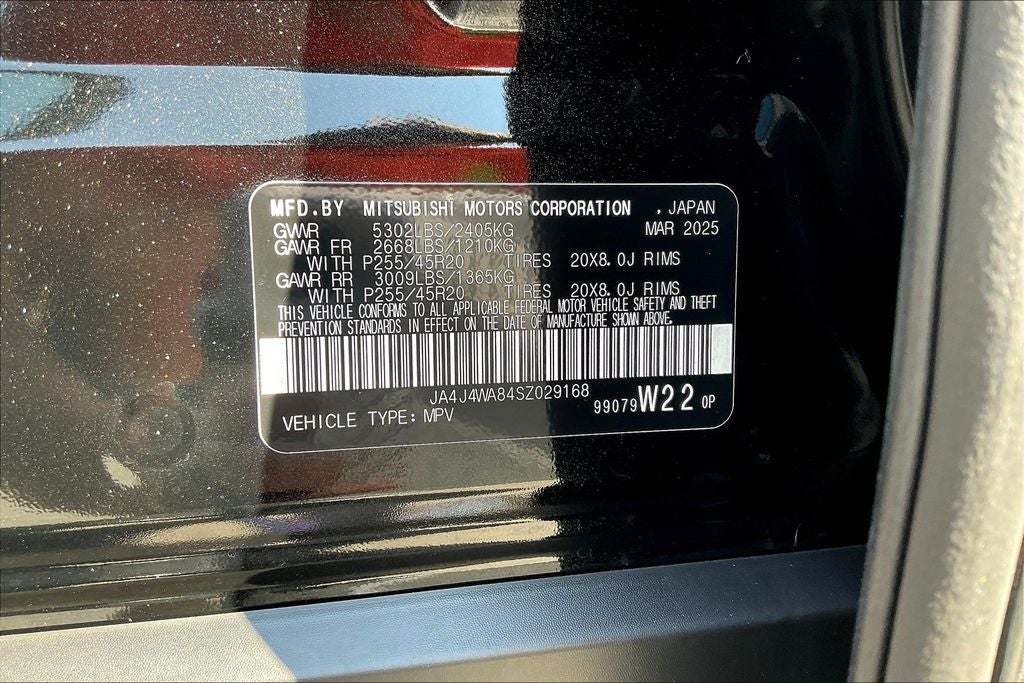 MFD.BY MITSUBISHI MOTORS CORPORATION , JAPAN
GVWR 5302LBS/2405KG MAR 2025
GAWR FR 2668LBS/1210KG
WITH P255/45R20 TIRES 20X8.0J RIMS
GAWR RR 3009LBS/1365KG
WITH P255/45R20 TIRES 20X8.0J RIMS
THIS VEHICLE CONFORMS TO ALL APPLICABLE FEDERAL MOTOR VEHICLE SAFETY AND THEFT
PREVENTION STANDARDS IN EFFECT ON THE DATE OF MANUFACTURE SHOWN ABOVE.
JA4J4WA84SZ029168
VEHICLE TYPE: MPV 99079W22 0P